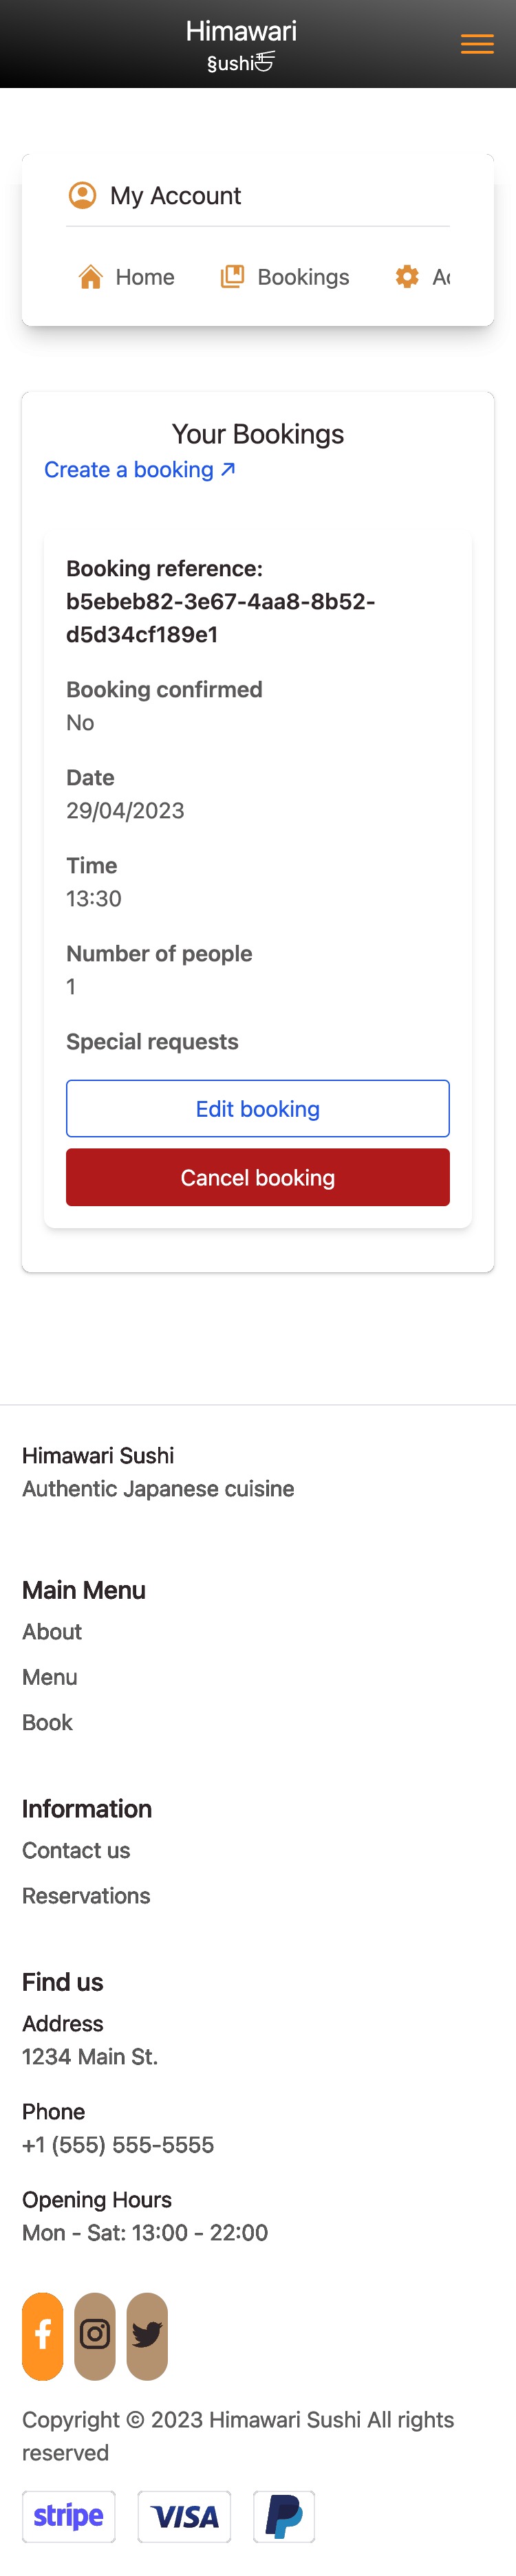 Himawari
§ushi
My Account
Home Bookings Ac
Your Bookings
Create a booking
Booking reference:
b5ebeb82-3e67-4aa8-8b52-
d5d34cf189e1
Booking confirmed
No
Date
29/04/2023
Time
13:30
Number of people
1
Special requests
Edit booking
Cancel booking
Himawari Sushi
Authentic Japanese cuisine
Main Menu
About
Menu
Book
Information
Contact us
Reservations
Find us
Address
1234 Main St.
Phone
+1 (555) 555-5555
Opening Hours
Mon - Sat: 13:00 - 22:00
Copyright © 2023 Himawari Sushi All rights
reserved
stripe VISA